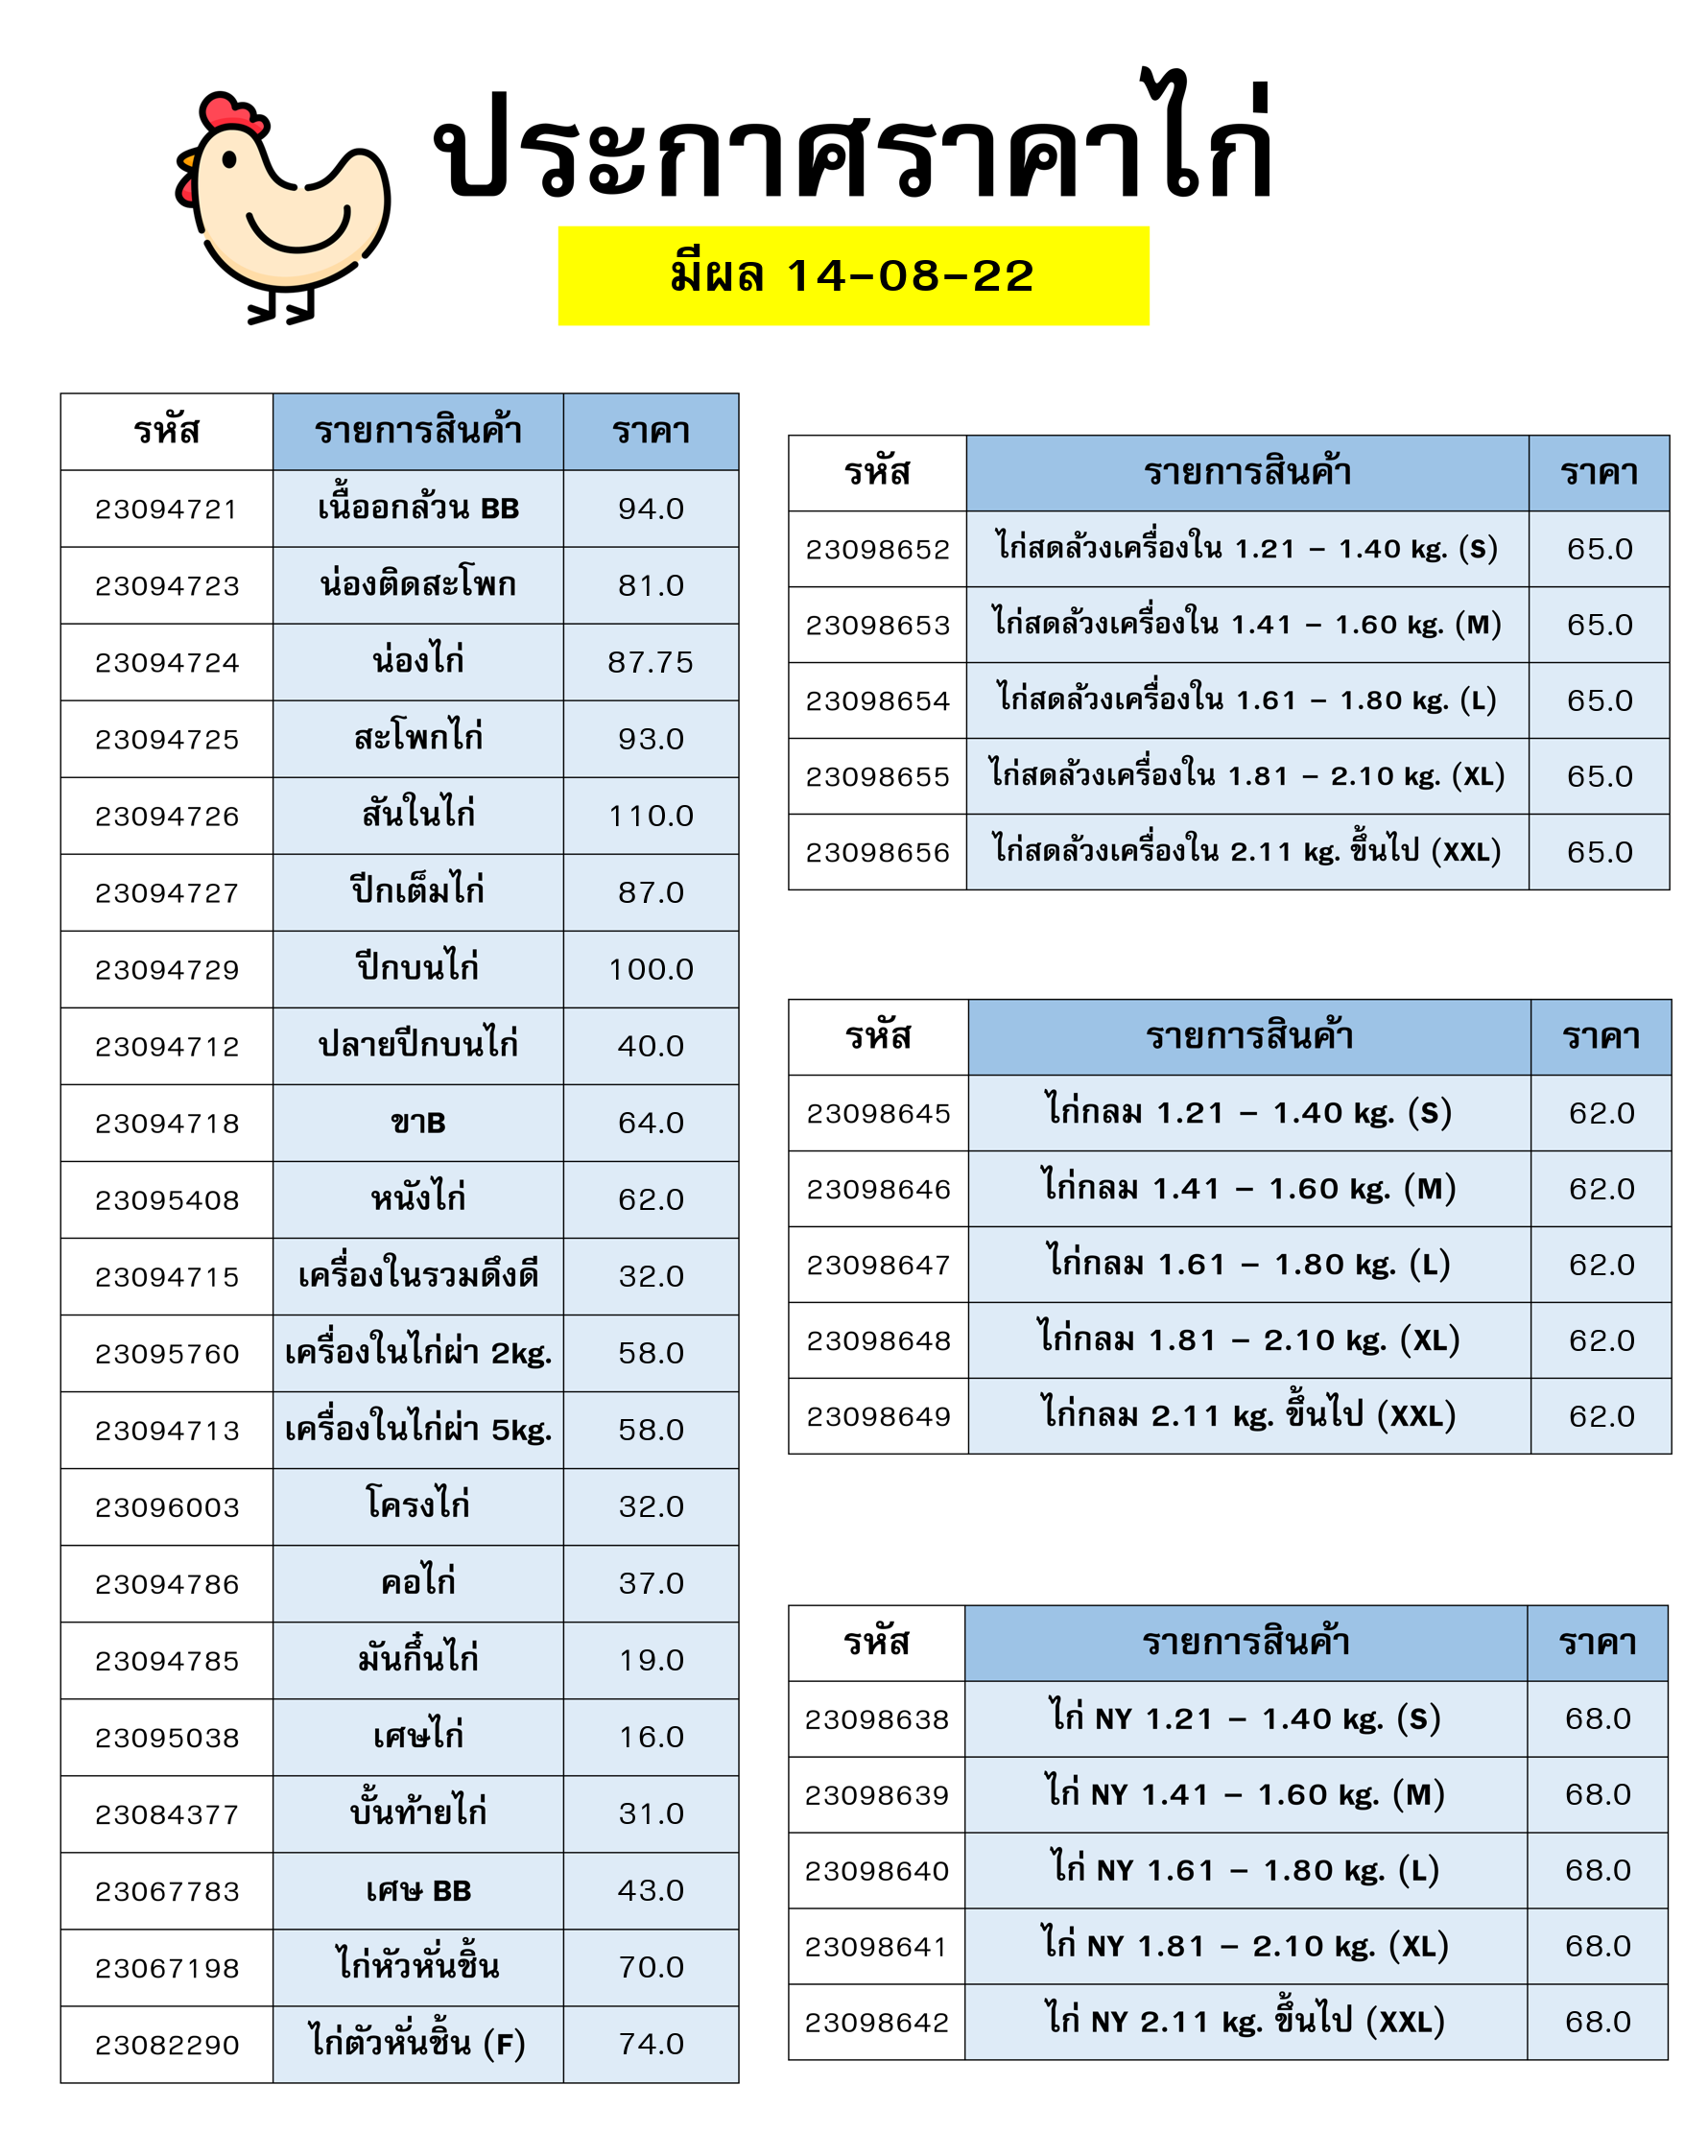 ประกาศราคาไก่
มีผล 14-08-22
รหัส รายการสินค้า ราคา
23094721 เนื้ออกล้วน BB 94.0
23094723 น่องติดสะโพก 81.0
23094724 น่องไก่ 87.75
23094725 สะโพกไก่ 93.0
23094726 สันในไก่ 110.0
23094727 ปีกเต็มไก่ 87.0
23094729 ปีกบนไก่ 100.0
23094712 ปลายปีกบนไก่ 40.0
23094718 ขาB 64.0
23095408 หนังไก่ 62.0
23094715 เครื่องในรวมดึงดี 32.0
23095760 เครื่องในไก่ผ่า 2kg. 58.0
23094713 เครื่องในไก่ผ่า 5kg. 58.0
23096003 โครงไก่ 32.0
23094786 คอไก่ 37.0
23094785 มันกึ๋นไก่ 19.0
23095038 เศษไก่ 16.0
23084377 บั้นท้ายไก่ 31.0
23067783 เศษ BB 43.0
23067198 ไก่หัวหั่นชิ้น 70.0
23082290 ไก่ตัวหั่นชิ้น (F) 74.0
รหัส รายการสินค้า ราคา
23098652 ไก่สดล้วงเครื่องใน 1.21 – 1.40 kg. (S) 65.0
23098653 ไก่สดล้วงเครื่องใน 1.41 – 1.60 kg. (M) 65.0
23098654 ไก่สดล้วงเครื่องใน 1.61 – 1.80 kg. (L) 65.0
23098655 ไก่สดล้วงเครื่องใน 1.81 – 2.10 kg. (XL) 65.0
23098656 ไก่สดล้วงเครื่องใน 2.11 kg. ขึ้นไป (XXL) 65.0
รหัส รายการสินค้า ราคา
23098645 ไก่กลม 1.21 – 1.40 kg. (S) 62.0
23098646 ไก่กลม 1.41 – 1.60 kg. (M) 62.0
23098647 ไก่กลม 1.61 – 1.80 kg. (L) 62.0
23098648 ไก่กลม 1.81 – 2.10 kg. (XL) 62.0
23098649 ไก่กลม 2.11 kg. ขึ้นไป (XXL) 62.0
รหัส รายการสินค้า ราคา
23098638 ไก่ NY 1.21 – 1.40 kg. (S) 68.0
23098639 ไก่ NY 1.41 – 1.60 kg. (M) 68.0
23098640 ไก่ NY 1.61 – 1.80 kg. (L) 68.0
23098641 ไก่ NY 1.81 – 2.10 kg. (XL) 68.0
23098642 ไก่ NY 2.11 kg. ขึ้นไป (XXL) 68.0